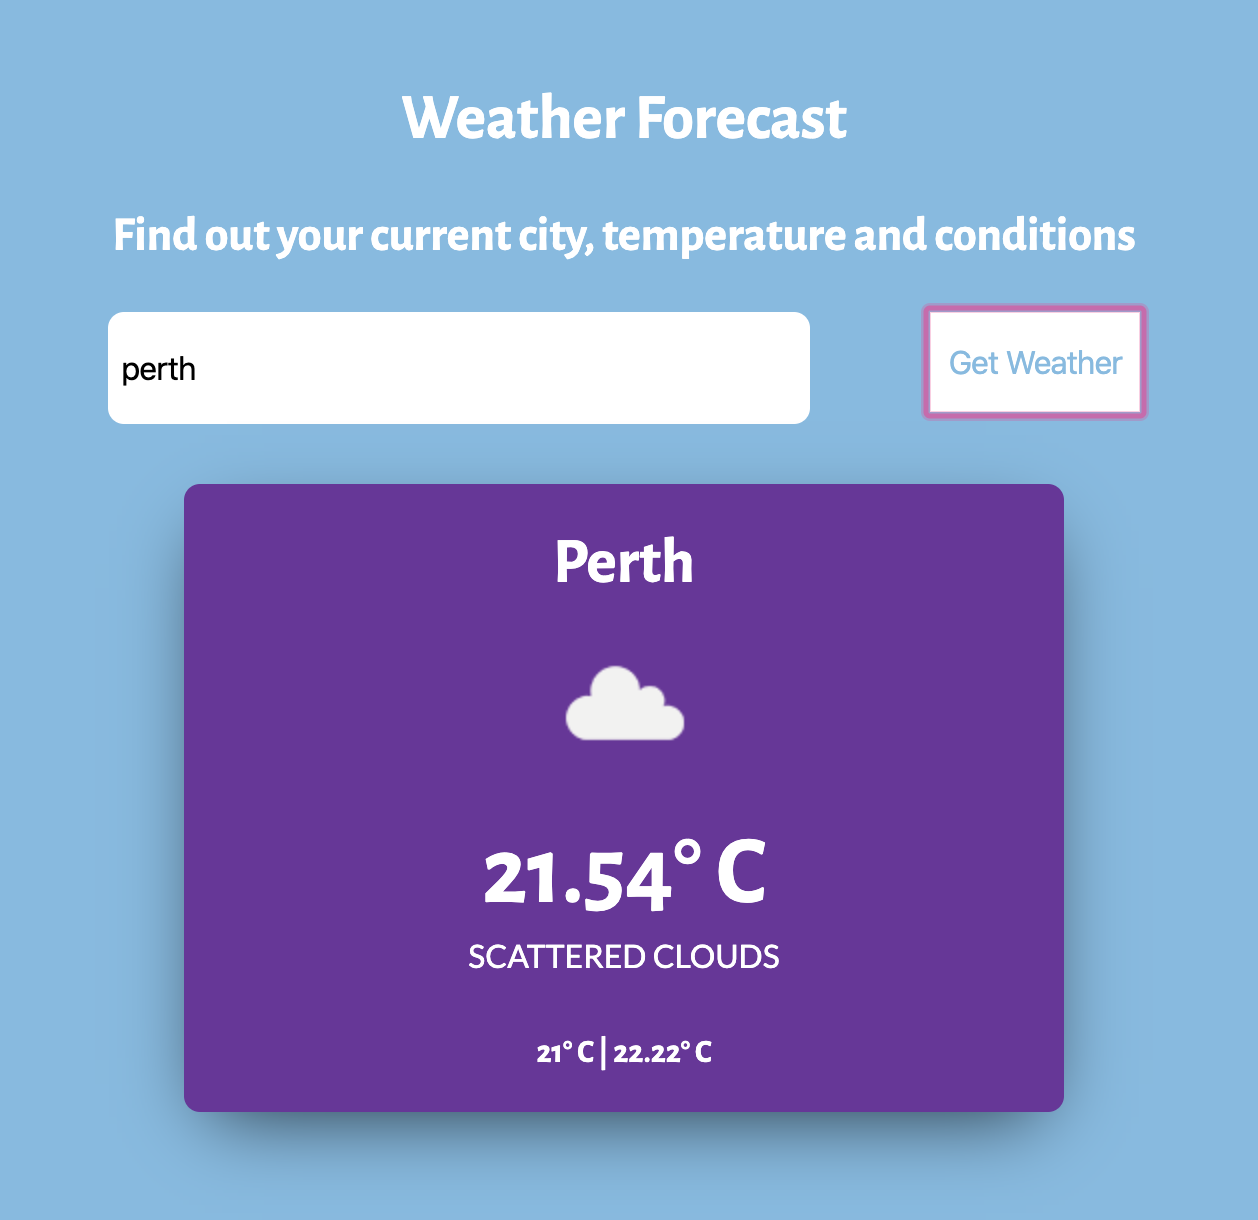 Weather Forecast
Find out your current city, temperature and conditions
perth
Get Weather
Perth
21.54° C
SCATTERED CLOUDS
21° C | 22.22° C